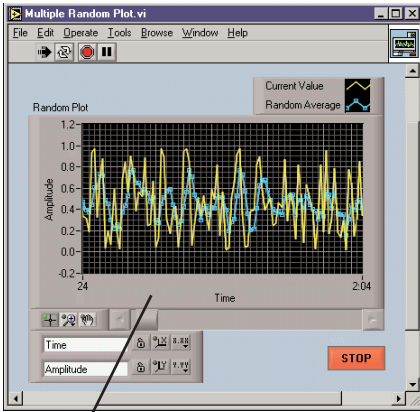 Multiple Random Plot.vi
File Edit Operate Tools Browse Window Help
Current Value
Random Average
Random Plot
1.2
1.0
0.8
0.6
0.4
0.2
0.0
-0.2
Amplitude
24
2:04
Time
Time
X.XX
Amplitude
Y.YY
STOP